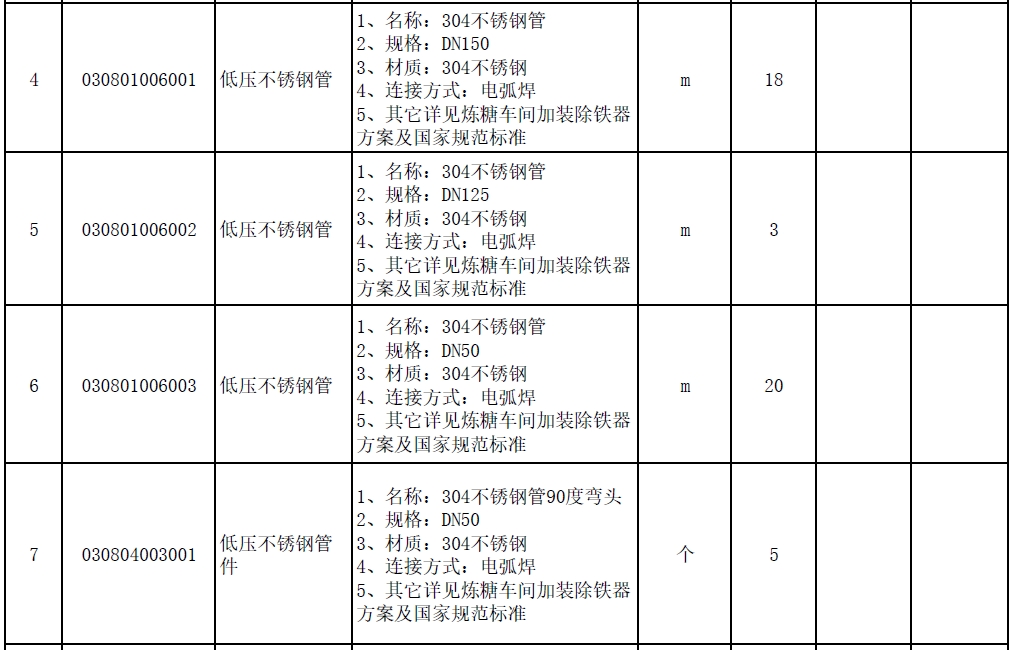 4
030801006001
低压不锈钢管
1、名称：304不锈钢管
2、规格：DN150
3、材质：304不锈钢
4、连接方式：电弧焊
5、其它详见炼糖车间加装除铁器
方案及国家规范标准
m
18
5
030801006002
低压不锈钢管
1、名称：304不锈钢管
2、规格：DN125
3、材质：304不锈钢
4、连接方式：电弧焊
5、其它详见炼糖车间加装除铁器
方案及国家规范标准
m
3
6
030801006003
低压不锈钢管
1、名称：304不锈钢管
2、规格：DN50
3、材质：304不锈钢
4、连接方式：电弧焊
5、其它详见炼糖车间加装除铁器
方案及国家规范标准
m
20
7
030804003001
低压不锈钢管
件
1、名称：304不锈钢管90度弯头
2、规格：DN50
3、材质：304不锈钢
4、连接方式：电弧焊
5、其它详见炼糖车间加装除铁器
方案及国家规范标准
个
5